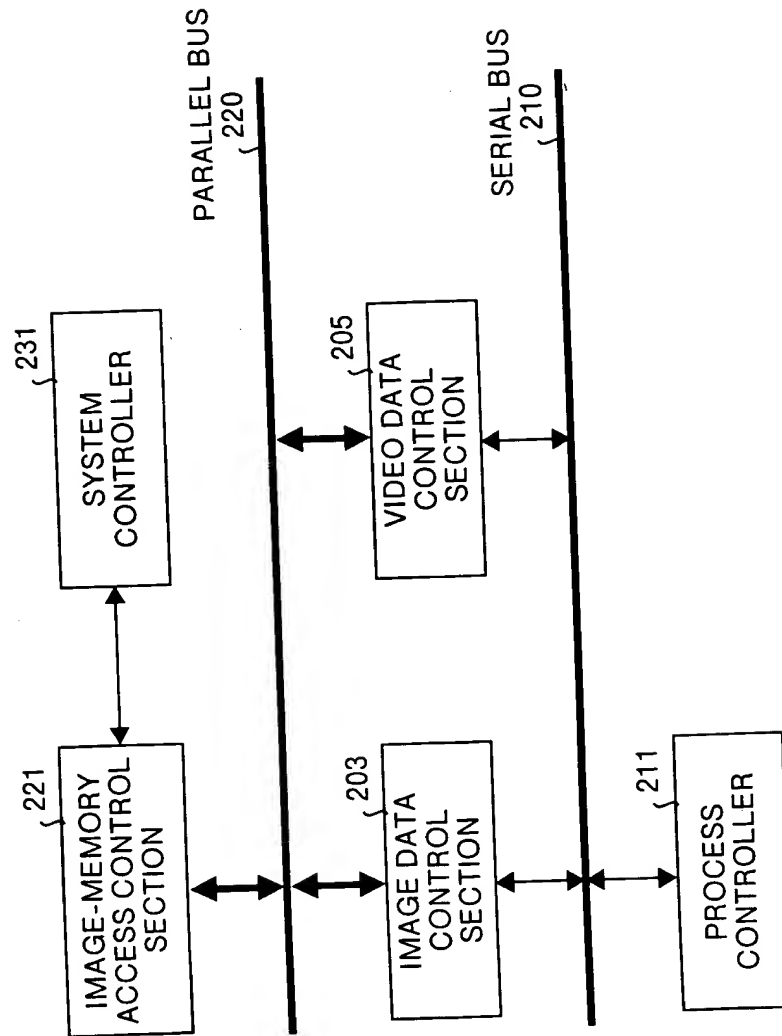 221
IMAGE-MEMORY
ACCESS CONTROL
SECTION
231
SYSTEM
CONTROLLER
PARALLEL BUS
220
203
IMAGE DATA
CONTROL
SECTION
205
VIDEO DATA
CONTROL
SECTION
SERIAL BUS
210
211
PROCESS
CONTROLLER